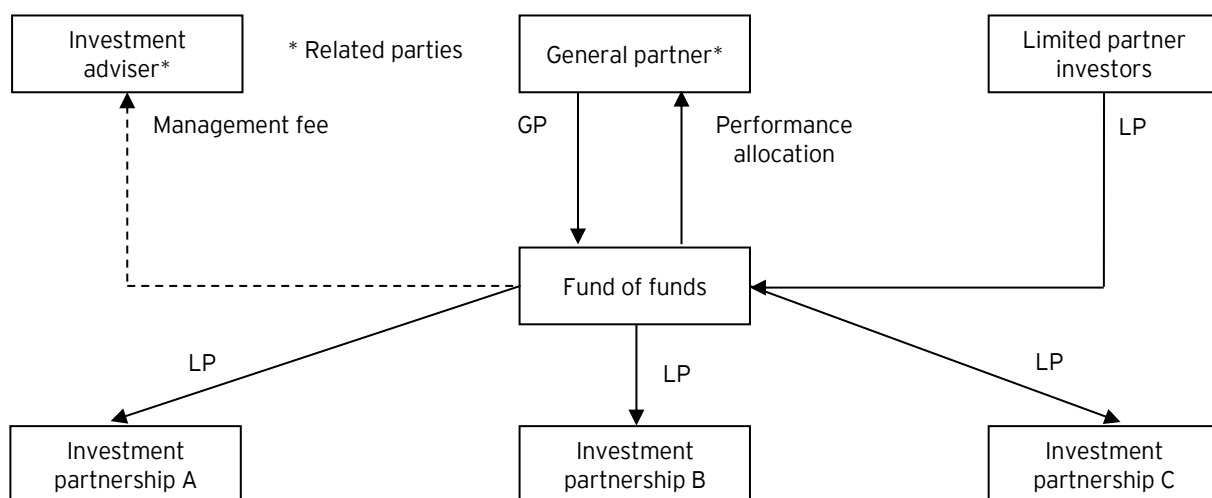 Investment
adviser*
* Related parties
General partner*
Limited partner
investors
Management fee
GP
Performance
allocation
LP
Fund of funds
LP
LP
LP
Investment
partnership A
Investment
partnership B
Investment
partnership C